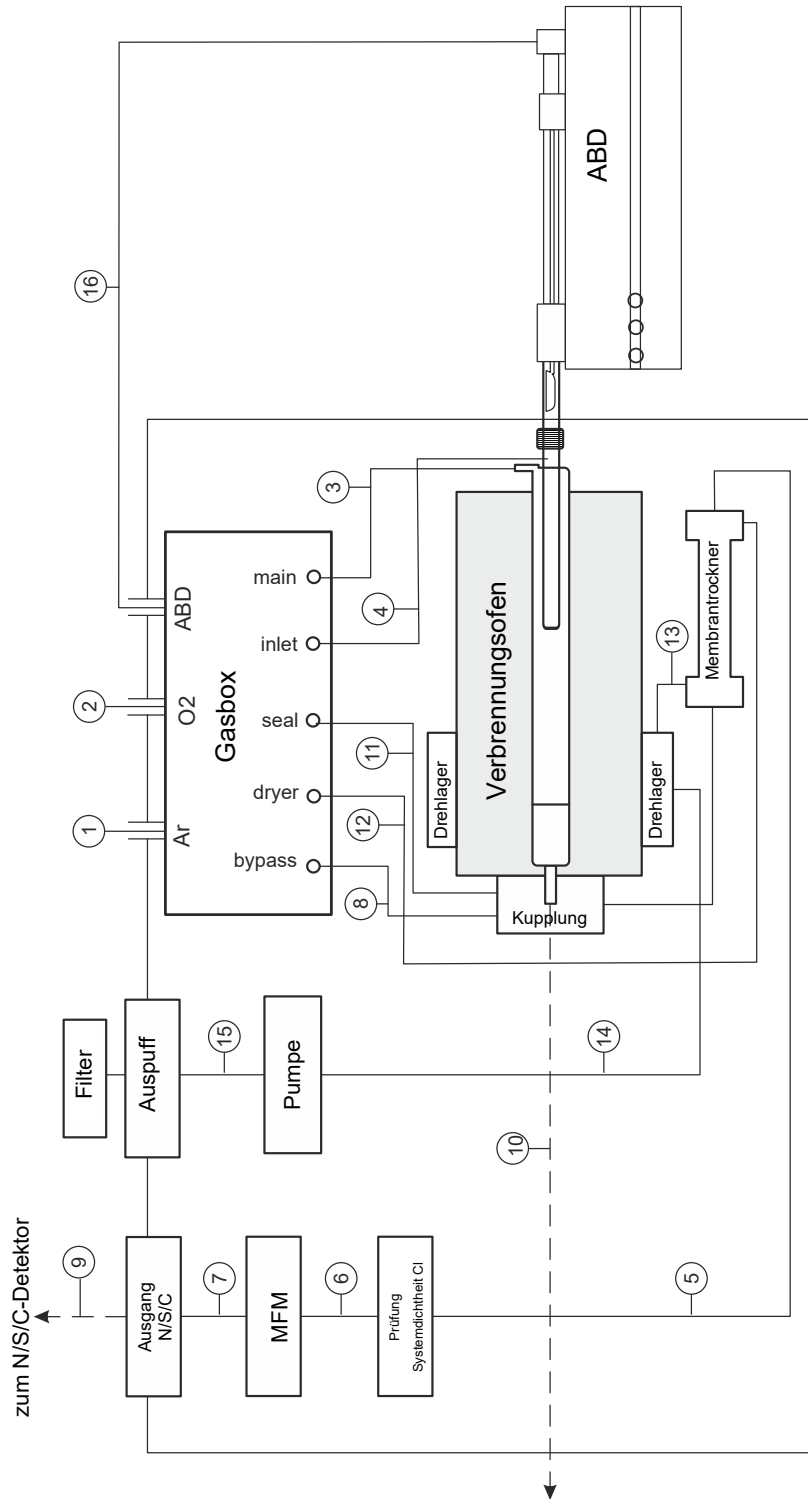 zum N/S/C-Detektor
9
Ausgang
N/S/C
7
MFM
6
Prüfung
Systemdichtheit Cl
5
Filter
Auspuff
15
Pumpe
14
10
1
2
16
Ar
O2
ABD
Gasbox
bypass
dryer
seal
inlet
main
8
12
11
4
3
Kupplung
Drehlager
Verbrennungsofen
Drehlager
13
Membrantrockner
ABD